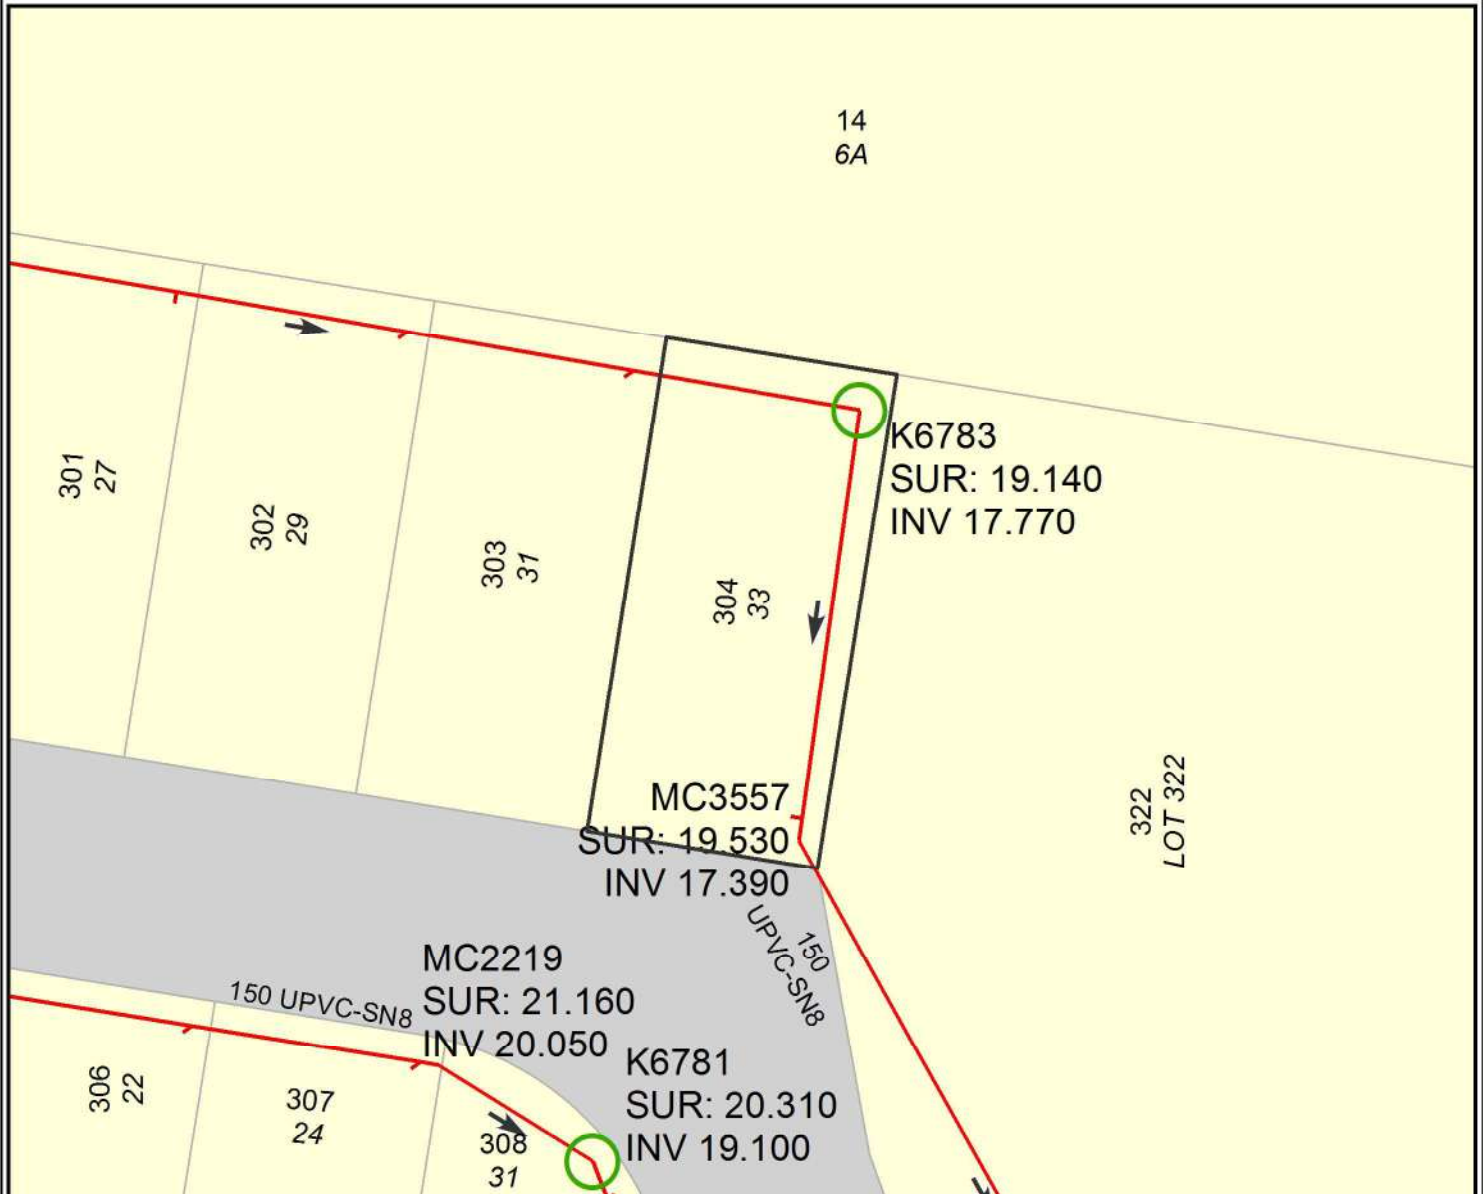 14
6A
K6783
SUR: 19.140
INV 17.770
301
27
302
29
303
31
304
33
322
LOT 322
MC3557
SUR: 19.530
INV 17.390
150
UPVC-SN8
150 UPVC-SN8
MC2219
SUR: 21.160
INV 20.050
K6781
SUR: 20.310
INV 19.100
306
22
307
24
308
31